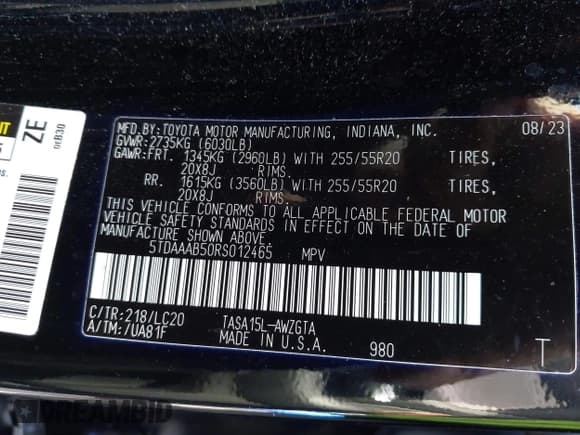 MFD.BY:TOYOTA MOTOR MANUFACTURING, INDIANA, INC. 08/23
GVWR:2735KG (6030LB)
GAWR:FRT. 1345KG (2960LB) WITH 255/55R20 TIRES,
20X8J RIMS.
RR. 1615KG (3560LB) WITH 255/55R20 TIRES,
20X8J RIMS.
THIS VEHICLE CONFORMS TO ALL APPLICABLE FEDERAL MOTOR
VEHICLE SAFETY STANDARDS IN EFFECT ON THE DATE OF
MANUFACTURE SHOWN ABOVE.
5TDAAAB50RS012465 MPV
C/TR:218/LC20 TASA15L-AWZGTA
A/TM:/UA81F MADE IN U.S.A. 980 T
ZE
0EB30
DREAMBID